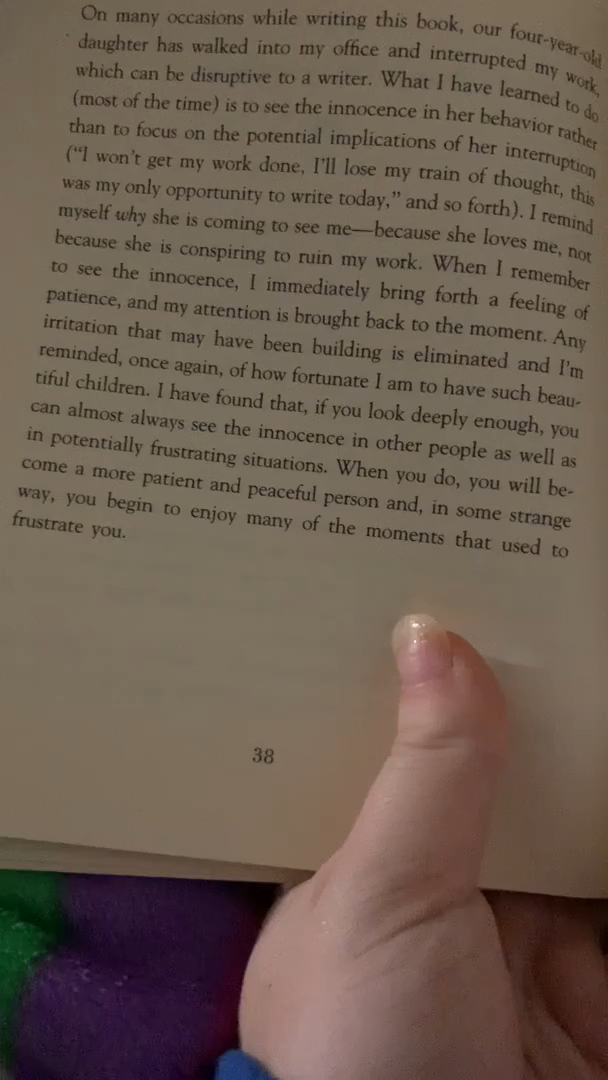 On many occasions while writing this book, our four-year-old
daughter has walked into my office and interrupted my work,
which can be disruptive to a writer. What I have learned to do
(most of the time) is to see the innocence in her behavior rather
than to focus on the potential implications of her interruption
(“I won’t get my work done, I’ll lose my train of thought, this
was my only opportunity to write today,” and so forth). I remind
myself why she is coming to see me—because she loves me, not
because she is conspiring to ruin my work. When I remember
to see the innocence, I immediately bring forth a feeling of
patience, and my attention is brought back to the moment. Any
irritation that may have been building is eliminated and I’m
reminded, once again, of how fortunate I am to have such beau-
tiful children. I have found that, if you look deeply enough, you
can almost always see the innocence in other people as well as
in potentially frustrating situations. When you do, you will be-
come a more patient and peaceful person and, in some strange
way, you begin to enjoy many of the moments that used to
frustrate you.
38